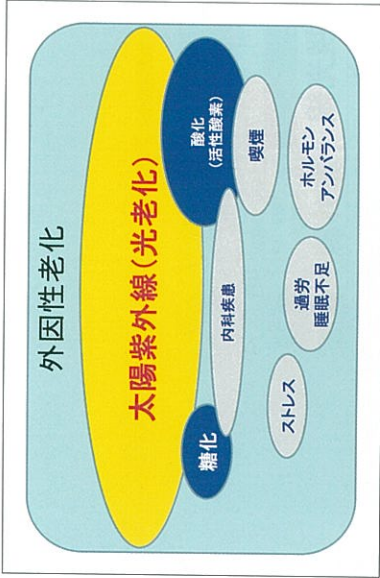 外因性老化
太陽紫外線(光老化)
糖化
酸化
(活性酸素)
内科疾患
喫煙
ストレス
過労
睡眠不足
ホルモン
アンバランス